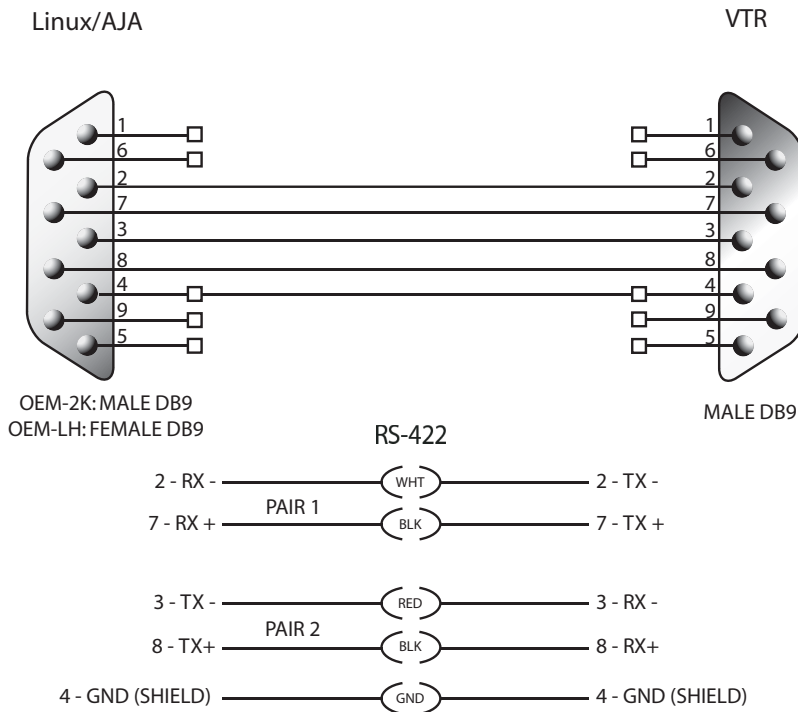 Linux/AJA
VTR
1 1
6 6
2 2
7 7
3 3
8 8
4 4
9 9
5 5
OEM-2K: MALE DB9
OEM-LH: FEMALE DB9
MALE DB9
RS-422
2 - RX - WHT 2 - TX -
PAIR 1
7 - RX + BLK 7 - TX +
3 - TX - RED 3 - RX -
PAIR 2
8 - TX+ BLK 8 - RX+
4 - GND (SHIELD) GND 4 - GND (SHIELD)